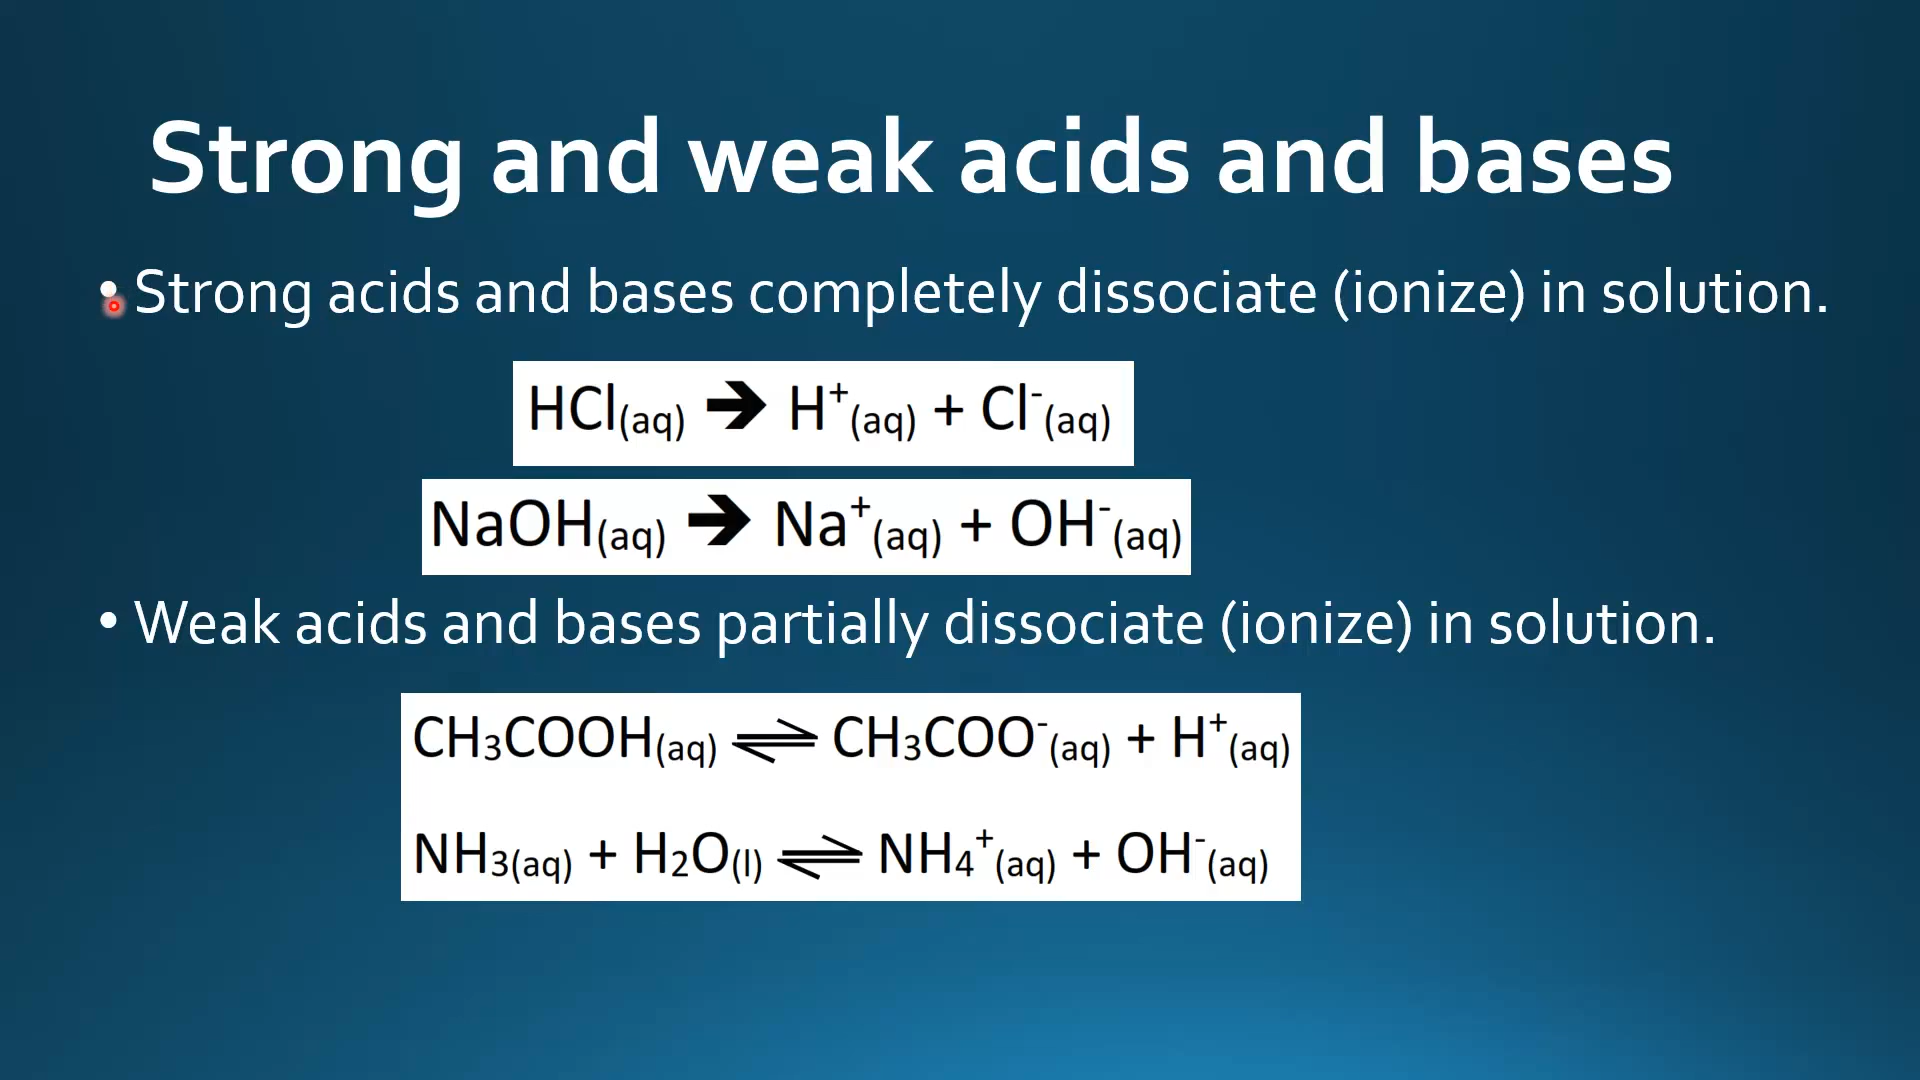 Strong and weak acids and bases
• Strong acids and bases completely dissociate (ionize) in solution.
HCl(aq) ➔ H⁺(aq) + Cl⁻(aq)
NaOH(aq) ➔ Na⁺(aq) + OH⁻(aq)
• Weak acids and bases partially dissociate (ionize) in solution.
CH₃COOH(aq) ⇌ CH₃COO⁻(aq) + H⁺(aq)
NH₃(aq) + H₂O(l) ⇌ NH₄⁺(aq) + OH⁻(aq)